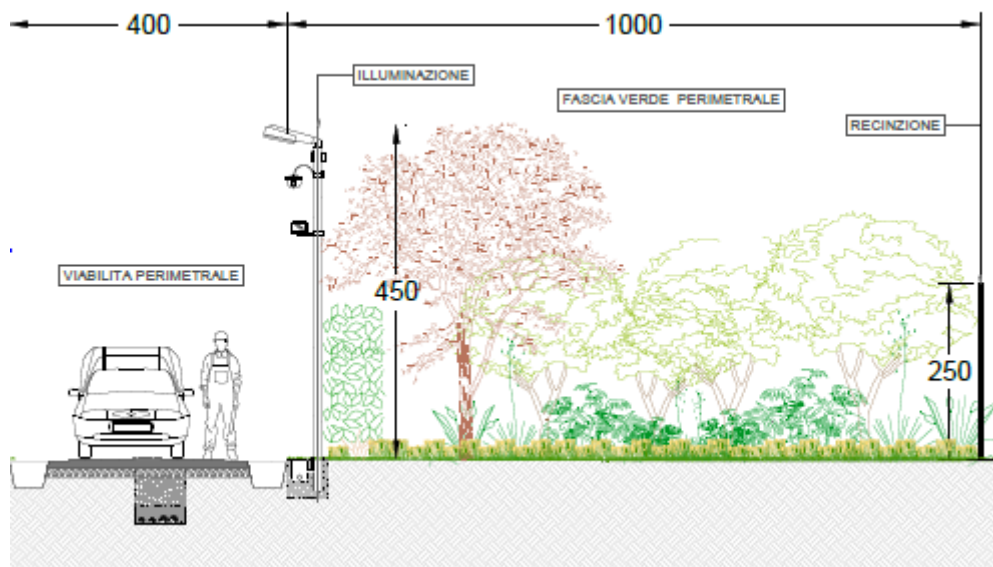 400
1000
ILLUMINAZIONE
FASCIA VERDE PERIMETRALE
RECINZIONE
VIABILITA PERIMETRALE
450
250